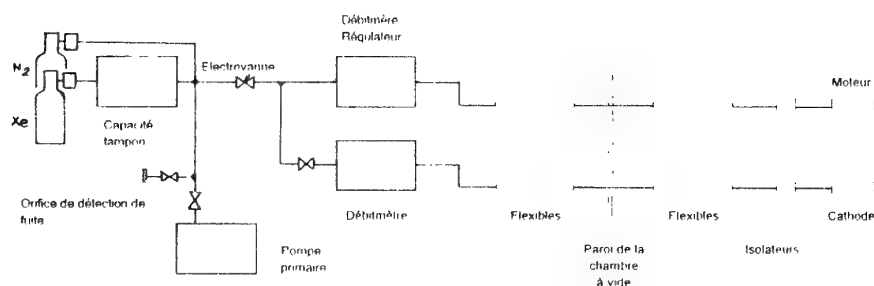 Débitmère
Régulateur
N2
Electrovanne
Moteur
Xe
Capacité
tampon
Orifice de détection de
fuite
Débitmètre
Flexibles
Flexibles
Cathode
Pompe
primaire
Paroi de la
chambre
à vide
Isolateurs